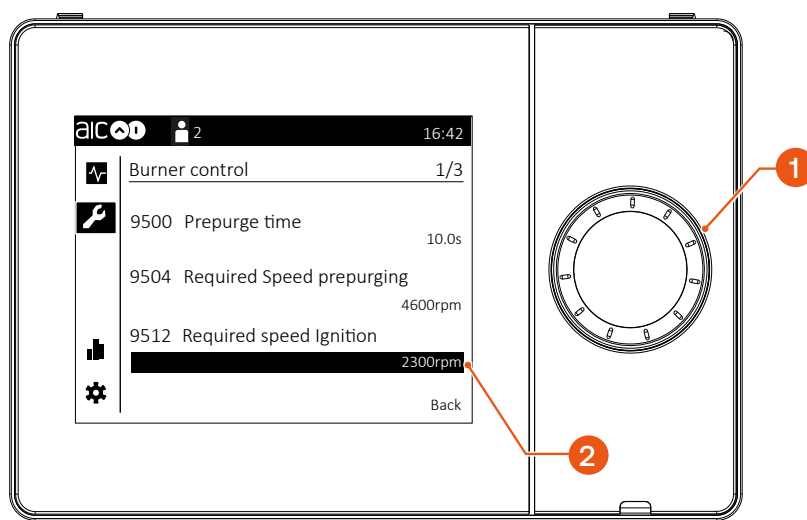 aic 2 16:42
Burner control 1/3
9500 Prepurge time
10.0s
9504 Required Speed prepurging
4600rpm
9512 Required speed Ignition
2300rpm
Back
1
2